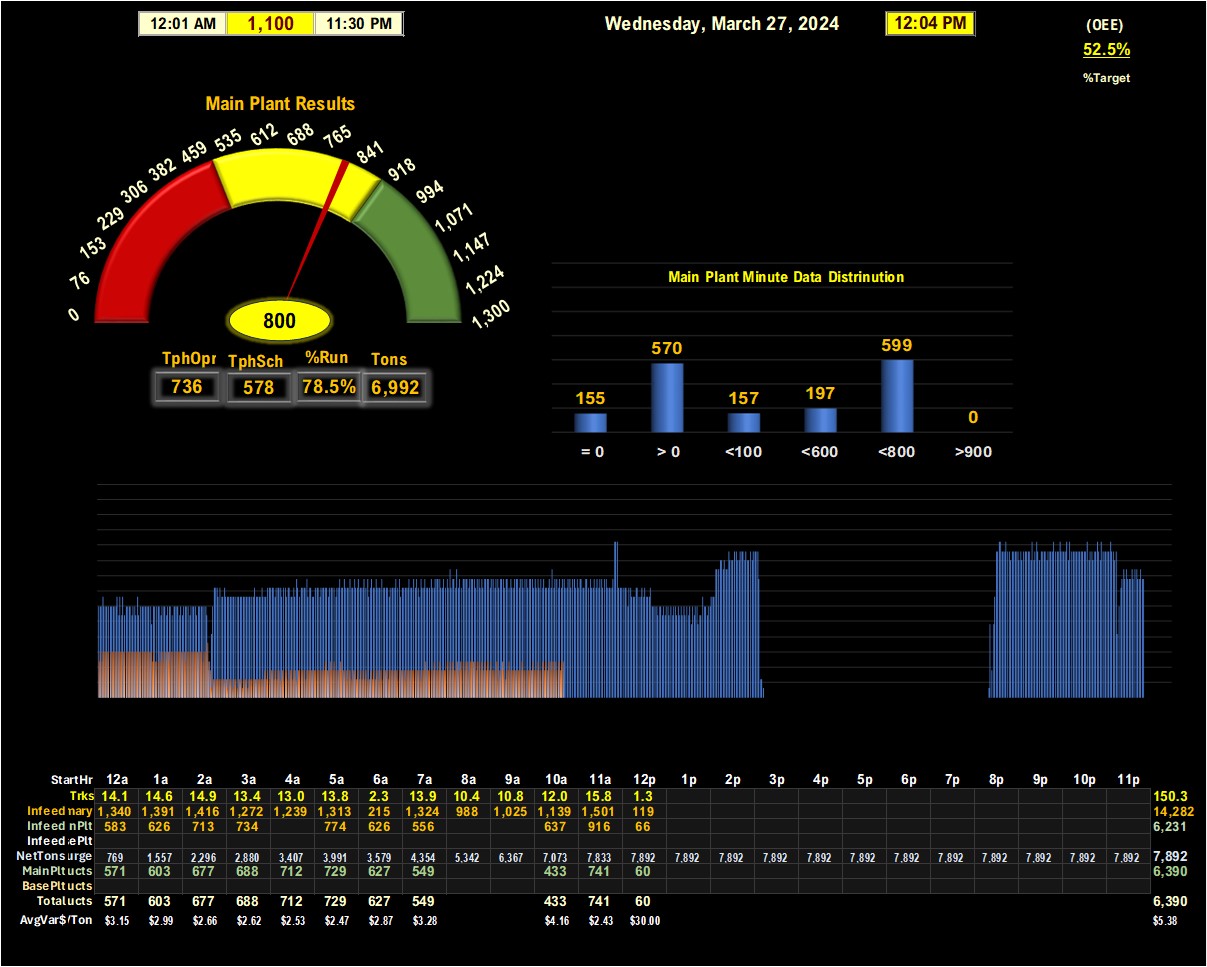 12:01 AM 1,100 11:30 PM Wednesday, March 27, 2024 12:04 PM (OEE)
52.5%
%Target
Main Plant Results
0 76 153 229 306 382 459 535 612 688 765 841 918 994 1,071 1,147 1,224 1,300
800
TphOpr TphSch %Run Tons
736 578 78.5% 6,992
Main Plant Minute Data Distrinution
155 570 157 197 599 0
= 0 > 0 <100 <600 <800 >900
StartHr 12a 1a 2a 3a 4a 5a 6a 7a 8a 9a 10a 11a 12p 1p 2p 3p 4p 5p 6p 7p 8p 9p 10p 11p
Trks 14.1 14.6 14.9 13.4 13.0 13.8 2.3 13.9 10.4 10.8 12.0 15.8 1.3 150.3
Infeed nary 1,340 1,391 1,416 1,272 1,239 1,313 215 1,324 988 1,025 1,139 1,501 119 14,282
Infeed nPlt 583 626 713 734 774 626 556 637 916 66 6,231
Infeed ePlt
NetTons urge 769 1,557 2,296 2,880 3,407 3,991 3,579 4,354 5,342 6,367 7,073 7,833 7,892 7,892 7,892 7,892 7,892 7,892 7,892 7,892 7,892 7,892 7,892 7,892 7,892
MainPlt ucts 571 603 677 688 712 729 627 549 433 741 60 6,390
BasePlt ucts
Total ucts 571 603 677 688 712 729 627 549 433 741 60 6,390
AvgVar$/Ton $3.15 $2.99 $2.66 $2.62 $2.53 $2.47 $2.87 $3.28 $4.16 $2.43 $30.00 $5.38